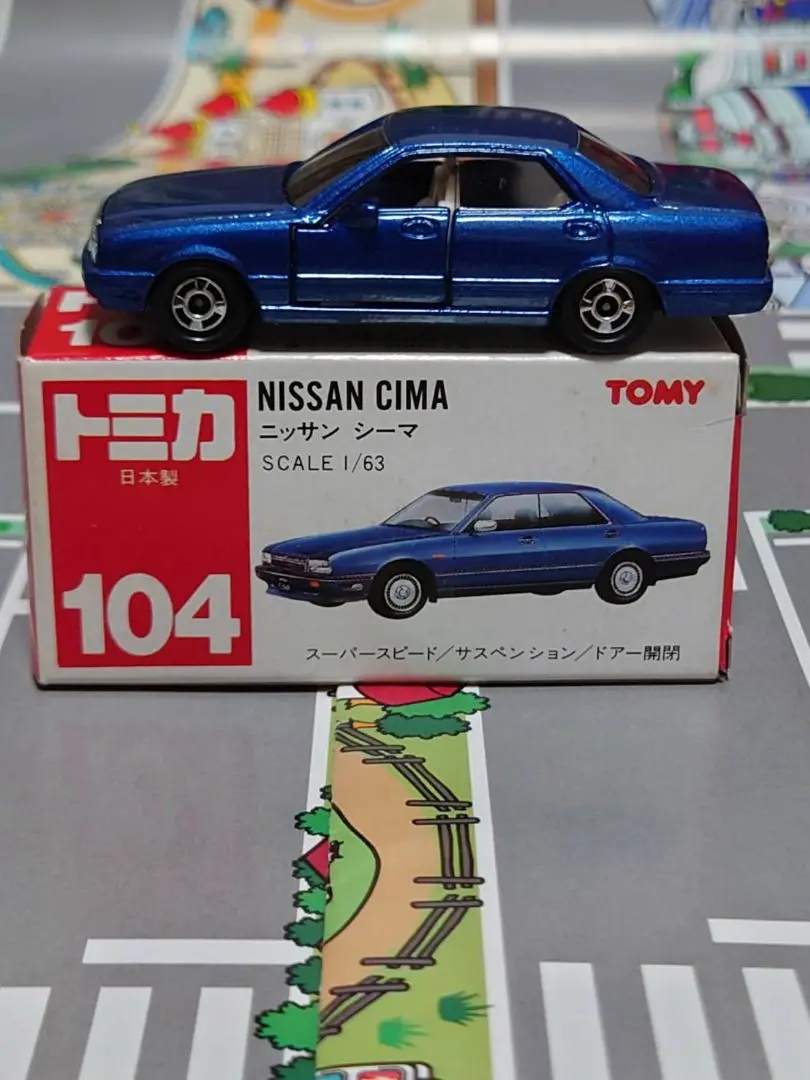 トミカ
日本製
104
NISSAN CIMA
ニッサン シーマ
SCALE 1/63
TOMY
スーパースピード/サスペンション/ドアー開閉